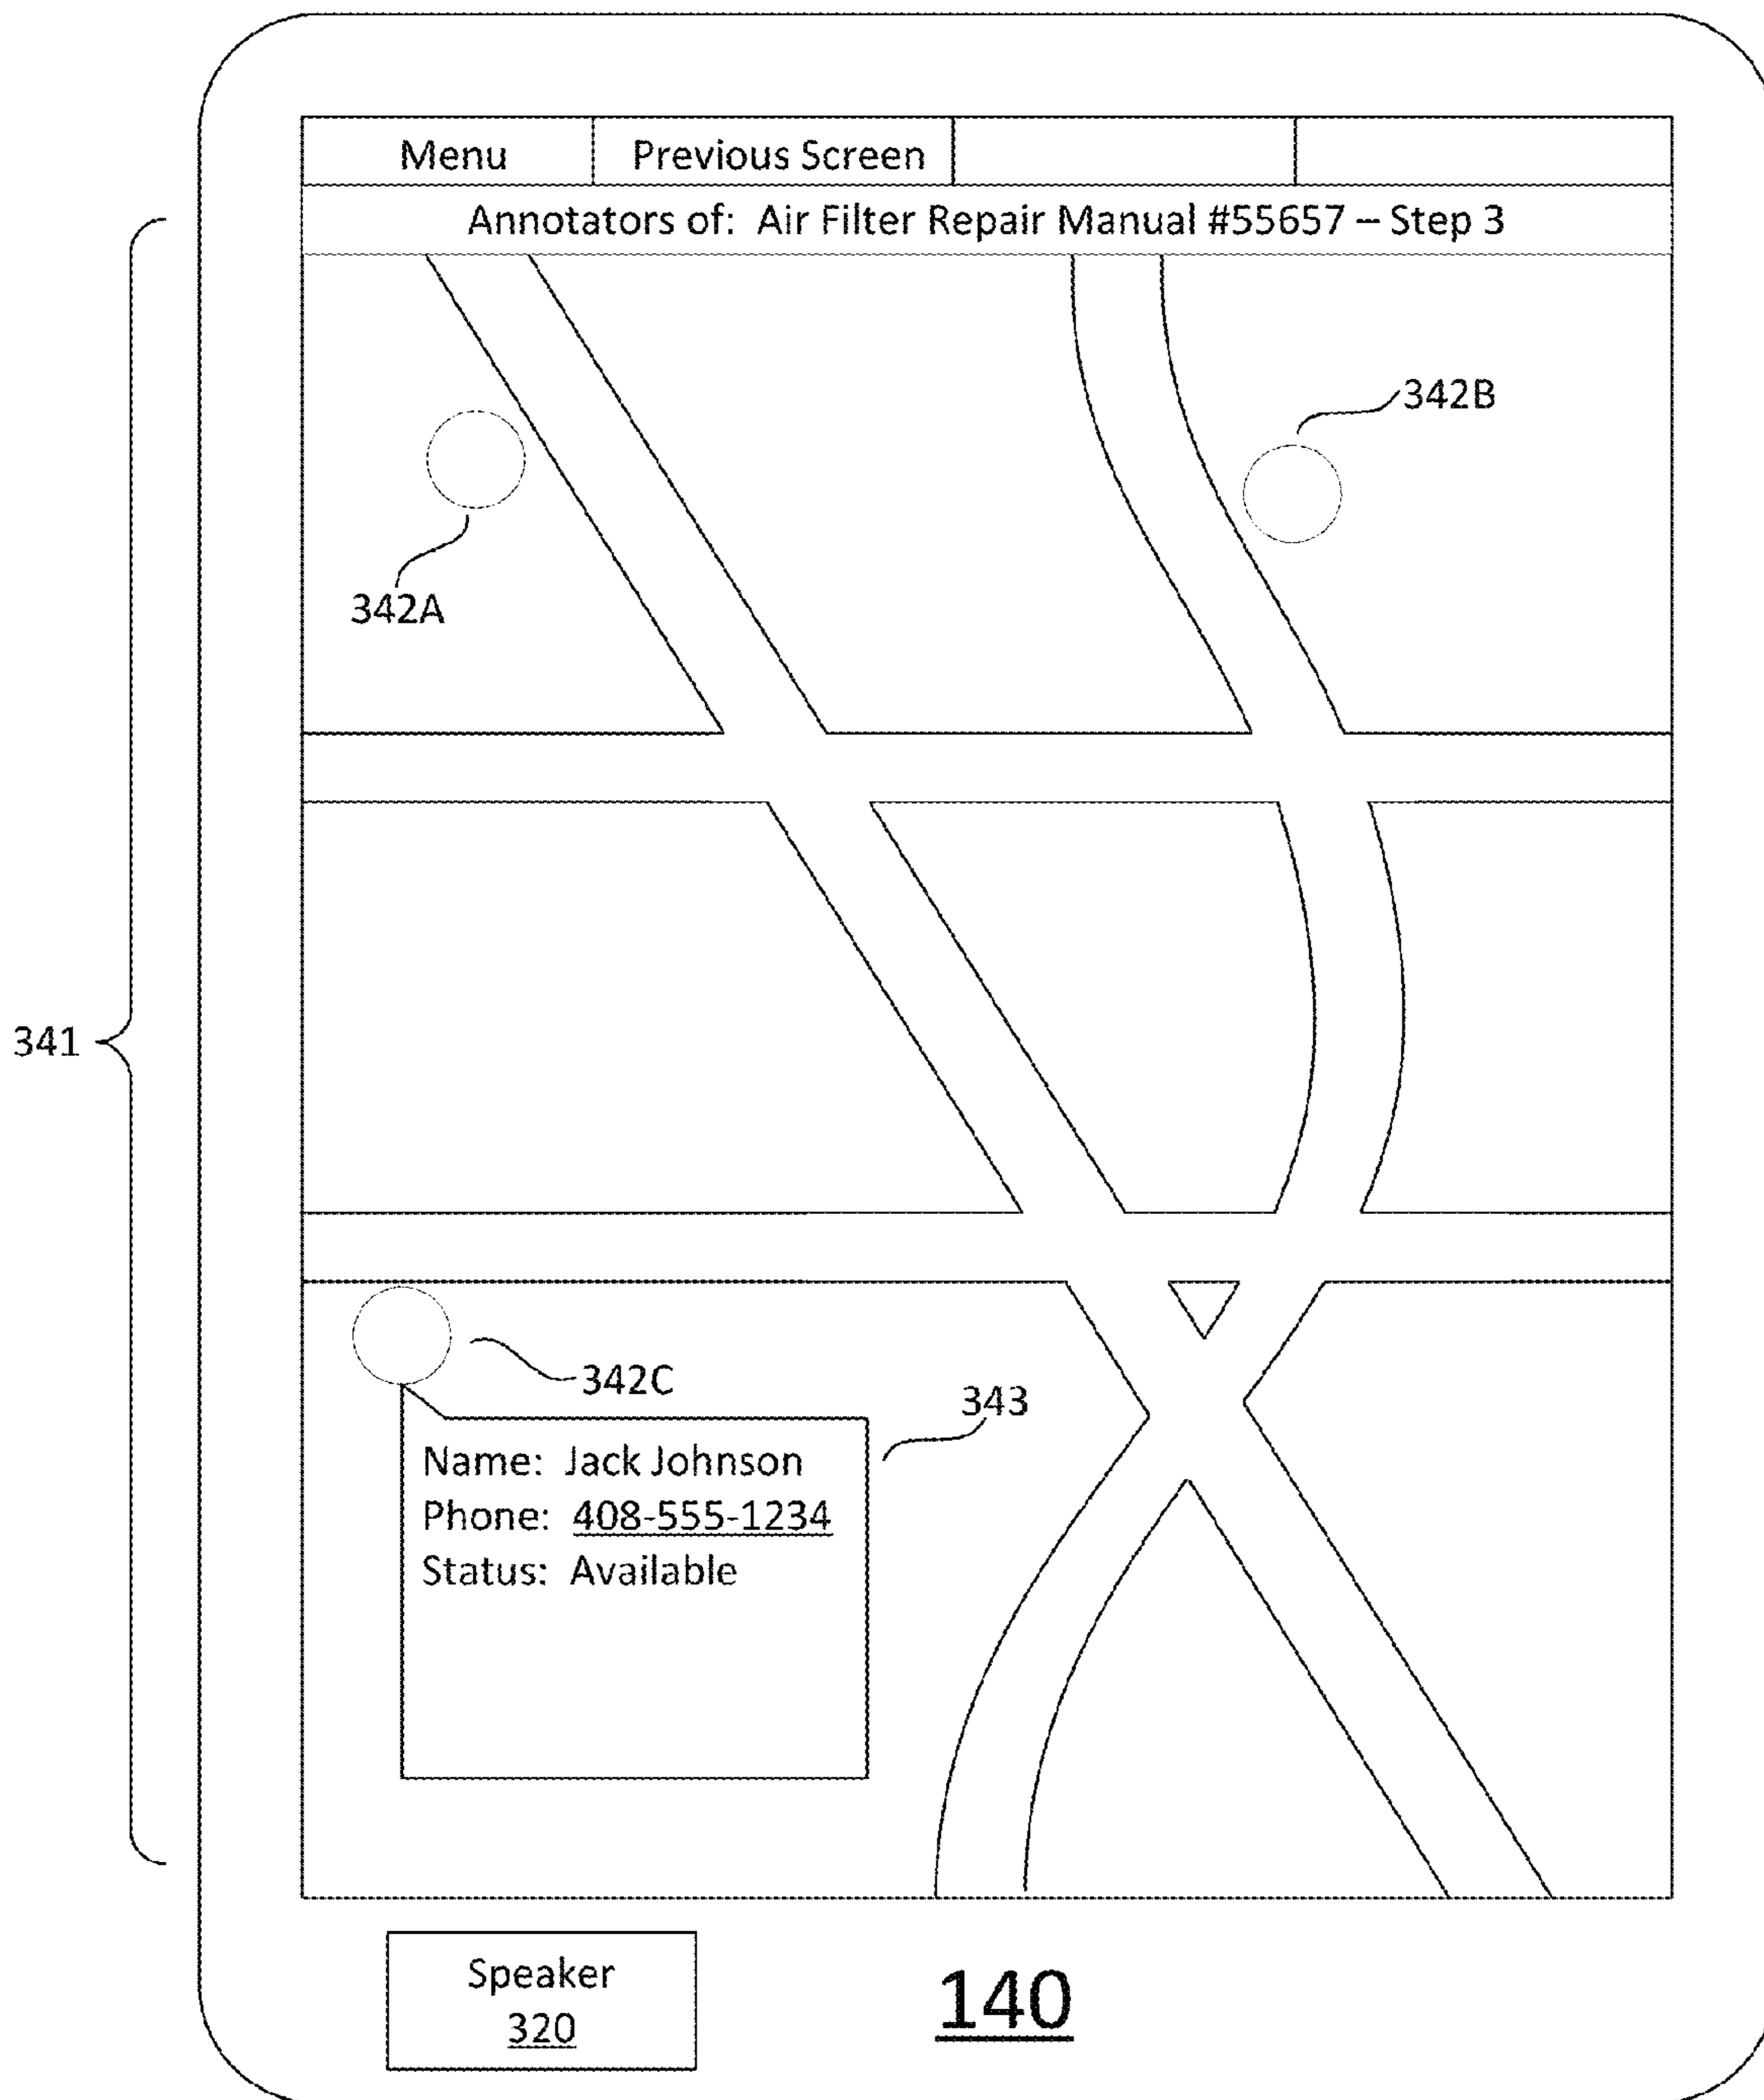 Menu Previous Screen
Annotators of: Air Filter Repair Manual #55657 – Step 3
342B
342A
341
342C
343
Name: Jack Johnson
Phone: 408-555-1234
Status: Available
Speaker
320
140